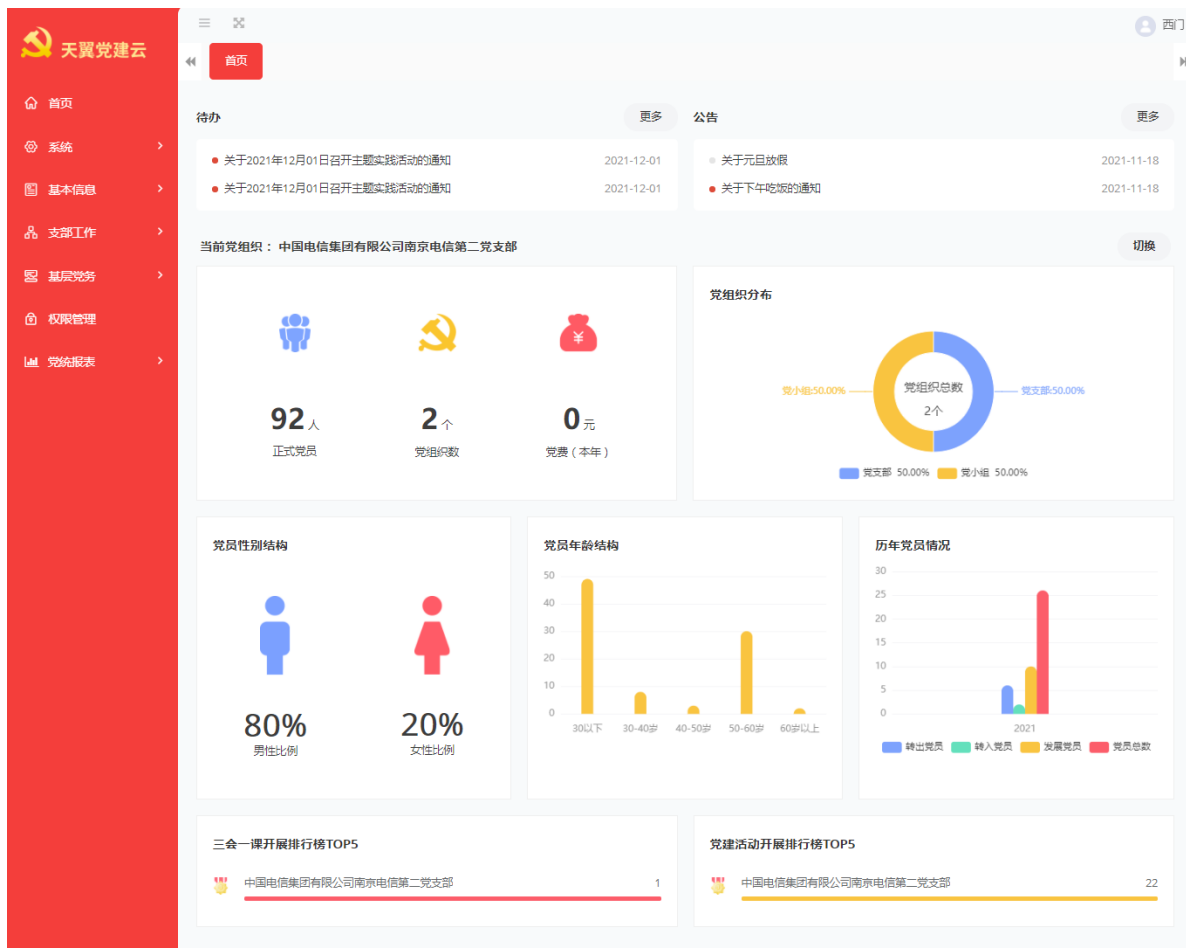 天翼党建云
西门
首页
首页
系统
基本信息
支部工作
基层党务
权限管理
党统报表
待办 更多
关于2021年12月01日召开主题实践活动的通知 2021-12-01
关于2021年12月01日召开主题实践活动的通知 2021-12-01
公告 更多
关于元旦放假 2021-11-18
关于下午吃饭的通知 2021-11-18
当前党组织： 中国电信集团有限公司南京电信第二党支部 切换
¥
92 人 2 个 0 元
正式党员 党组织数 党费（本年）
党组织分布
党小组:50.00% 党支部:50.00%
党组织总数
2个
党支部 50.00% 党小组 50.00%
党员性别结构
80% 20%
男性比例 女性比例
党员年龄结构
50
40
30
20
10
0
30以下 30-40岁 40-50岁 50-60岁 60岁以上
历年党员情况
30
25
20
15
10
5
0
2021
转出党员 转入党员 发展党员 党员总数
三会一课开展排行榜TOP5
中国电信集团有限公司南京电信第二党支部 1
党建活动开展排行榜TOP5
中国电信集团有限公司南京电信第二党支部 22